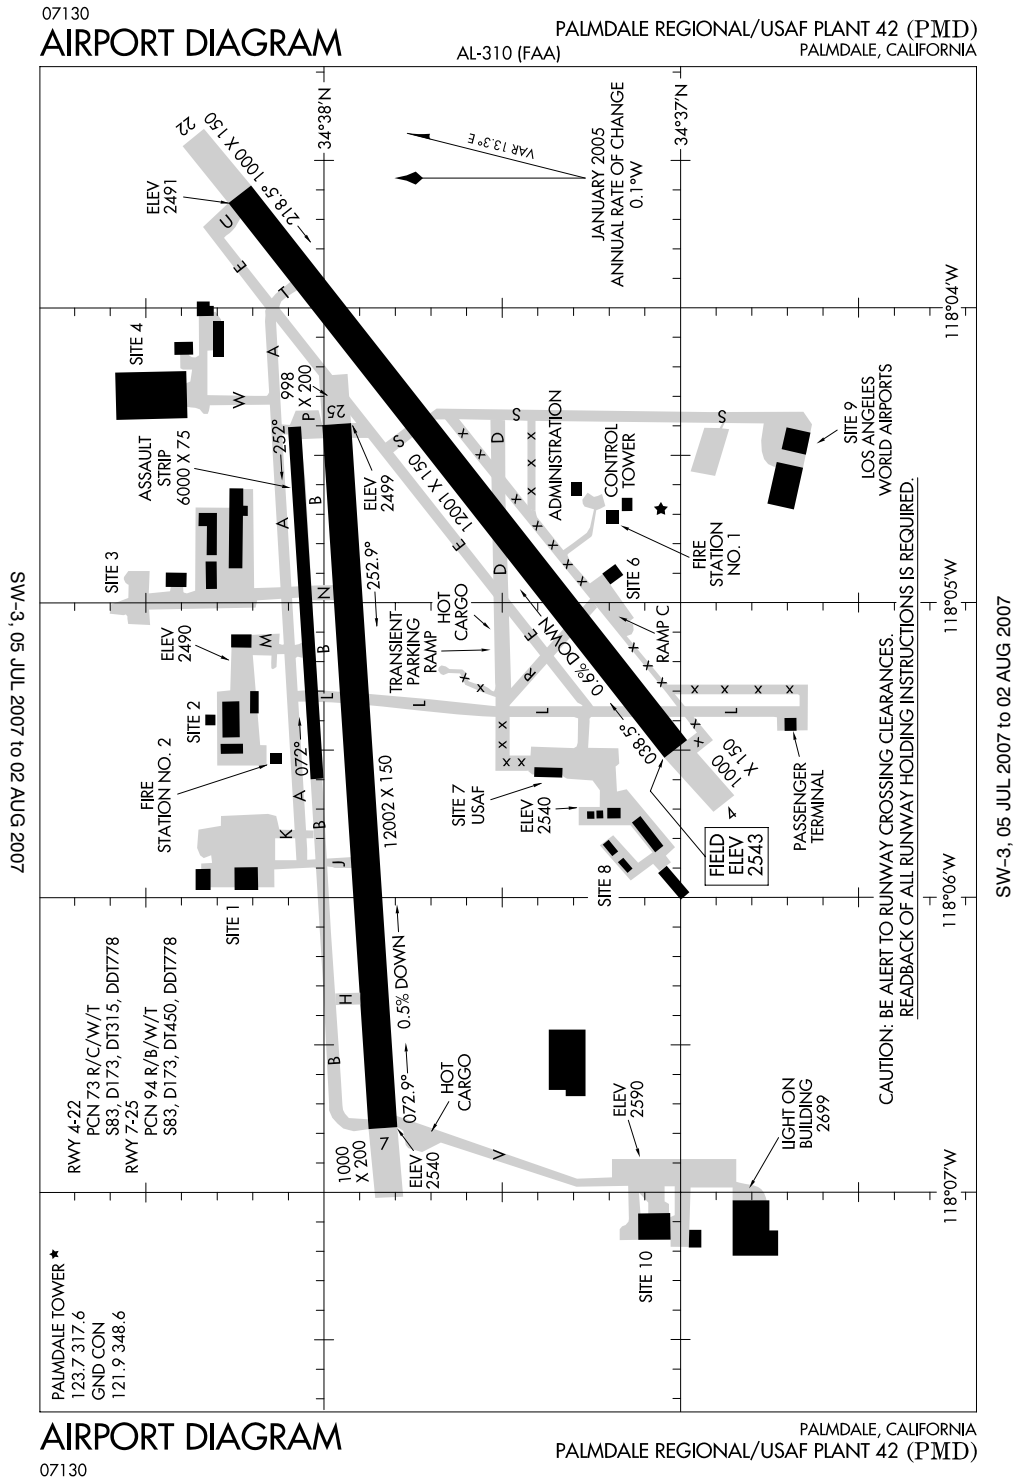 07130
AIRPORT DIAGRAM
AL-310 (FAA)
PALMDALE REGIONAL/USAF PLANT 42 (PMD)
PALMDALE, CALIFORNIA
SW-3, 05 JUL 2007 to 02 AUG 2007
SW-3, 05 JUL 2007 to 02 AUG 2007
PALMDALE TOWER ★
123.7 317.6
GND CON
121.9 348.6
RWY 4-22
PCN 73 R/C/W/T
S83, D173, DT315, DDT778
RWY 7-25
PCN 94 R/B/W/T
S83, D173, DT450, DDT778
34°38'N
34°37'N
118°04'W
118°05'W
118°06'W
118°07'W
VAR 13.3°E
JANUARY 2005
ANNUAL RATE OF CHANGE
0.1°W
22
1000 X 150
ELEV
2491
218.5°
U
E
T
A
SITE 4
W
998
X 200
P
25
252°
ASSAULT
STRIP
6000 X 75
ELEV
2499
A
B
S
12001 X 150
E
D
S
S
D
ADMINISTRATION
CONTROL
TOWER
FIRE
STATION
NO. 1
SITE 9
LOS ANGELES
WORLD AIRPORTS
SITE 3
252.9°
N
SITE 6
RAMP C
HOT
CARGO
TRANSIENT
PARKING
RAMP
E
R
0.6% DOWN
ELEV
2490
M
B
L
L
L
L
SITE 2
FIRE
STATION NO. 2
072°
A
B
K
J
12002 X 150
038.5°
1000
X 150
4
SITE 7
USAF
ELEV
2540
SITE 8
FIELD
ELEV
2543
PASSENGER
TERMINAL
SITE 1
H
B
0.5% DOWN
072.9°
7
1000
X 200
ELEV
2540
HOT
CARGO
V
ELEV
2590
SITE 10
LIGHT ON
BUILDING
2699
CAUTION: BE ALERT TO RUNWAY CROSSING CLEARANCES.
READBACK OF ALL RUNWAY HOLDING INSTRUCTIONS IS REQUIRED.
AIRPORT DIAGRAM
07130
PALMDALE, CALIFORNIA
PALMDALE REGIONAL/USAF PLANT 42 (PMD)